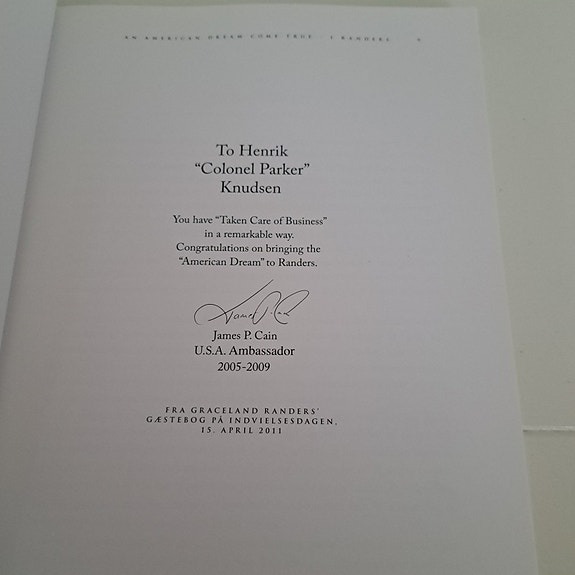 AN AMERICAN DREAM COME TRUE - I RANDERS
To Henrik
“Colonel Parker”
Knudsen
You have “Taken Care of Business”
in a remarkable way.
Congratulations on bringing the
“American Dream” to Randers.
James P. Cain
James P. Cain
U.S.A. Ambassador
2005-2009
FRA GRACELAND RANDERS’
GÆSTEBOG PÅ INDVIELSESDAGEN,
15. APRIL 2011